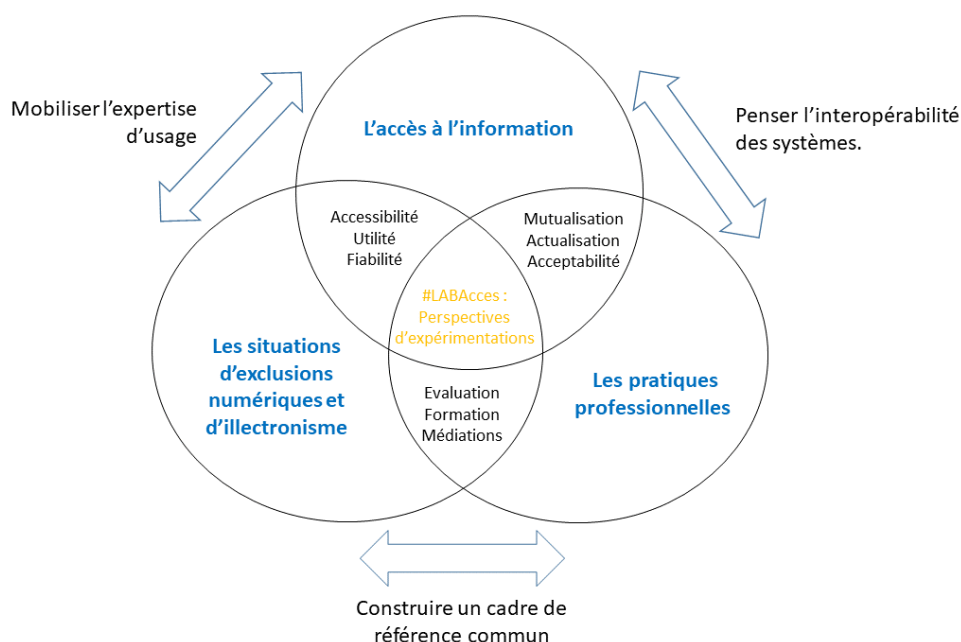 Mobiliser l'expertise
d'usage
L'accès à l'information
Penser l'interopérabilité
des systèmes.
Accessibilité
Utilité
Fiabilité
Mutualisation
Actualisation
Acceptabilité
#LABAcces :
Perspectives
d'expérimentations
Les situations
d'exclusions
numériques et
d'illectronisme
Evaluation
Formation
Médiations
Les pratiques
professionnelles
Construire un cadre de
référence commun